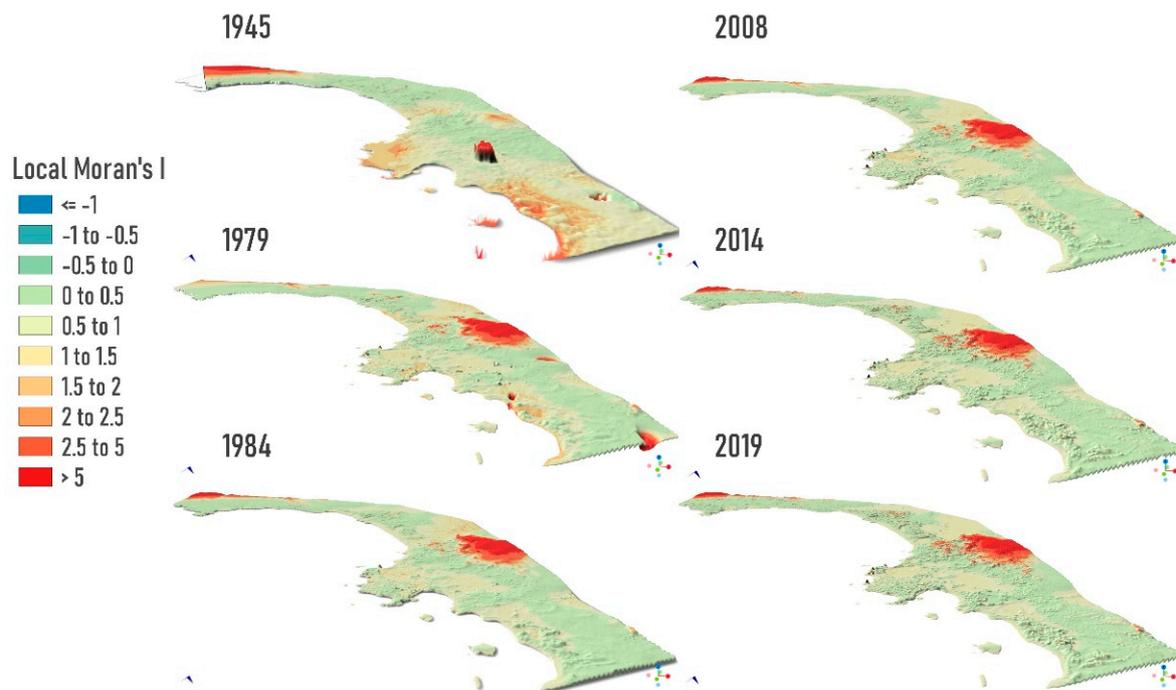 1945
2008
Local Moran's I
<= -1
-1 to -0.5
-0.5 to 0
0 to 0.5
0.5 to 1
1 to 1.5
1.5 to 2
2 to 2.5
2.5 to 5
> 5
1979
2014
1984
2019